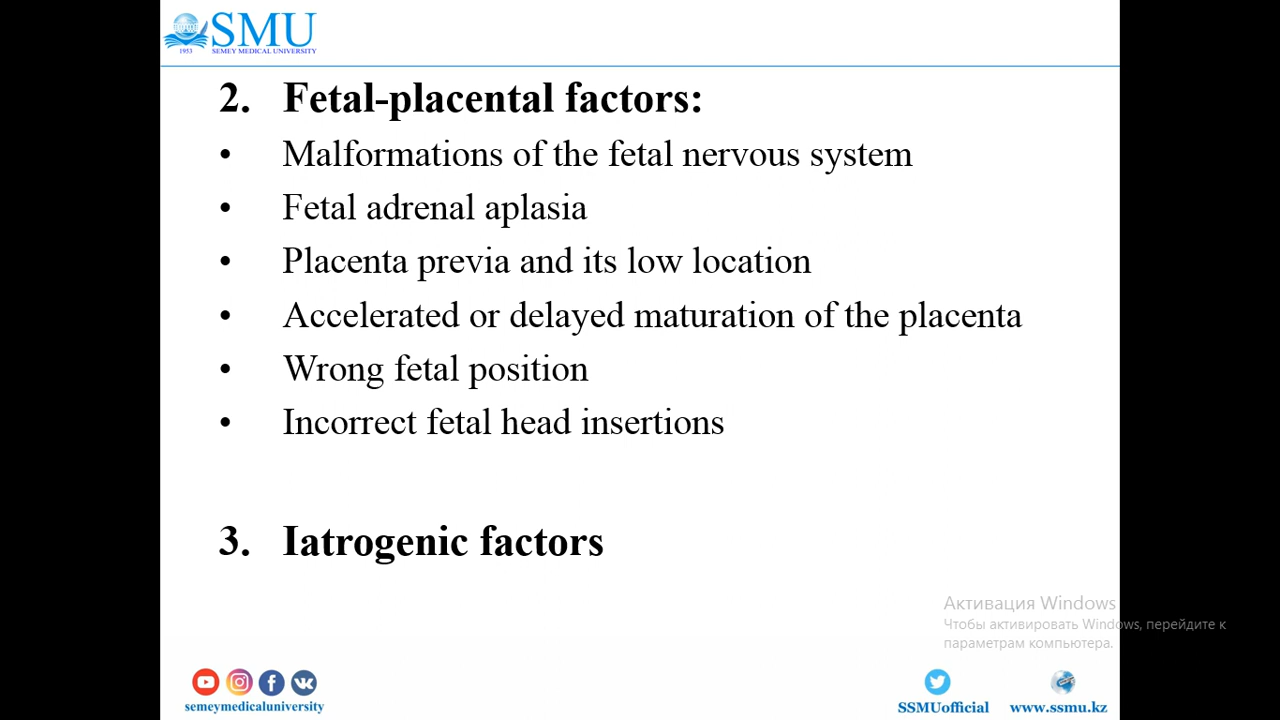 SMU
1953 SEMEY MEDICAL UNIVERSITY
2. Fetal-placental factors:
• Malformations of the fetal nervous system
• Fetal adrenal aplasia
• Placenta previa and its low location
• Accelerated or delayed maturation of the placenta
• Wrong fetal position
• Incorrect fetal head insertions
3. Iatrogenic factors
Активация Windows
Чтобы активировать Windows, перейдите к
параметрам компьютера.
semeymedicaluniversity
SSMUofficial www.ssmu.kz